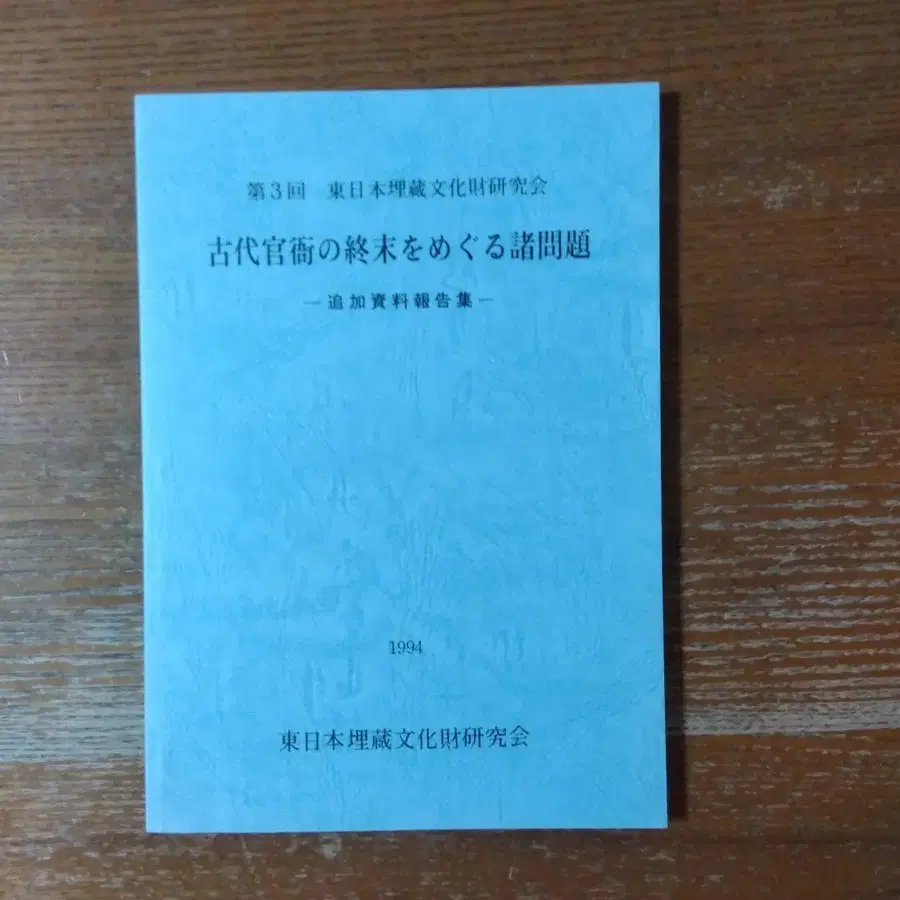 第3回　東日本埋蔵文化財研究会
古代官衙の終末をめぐる諸問題
―追加資料報告集―
1994
東日本埋蔵文化財研究会